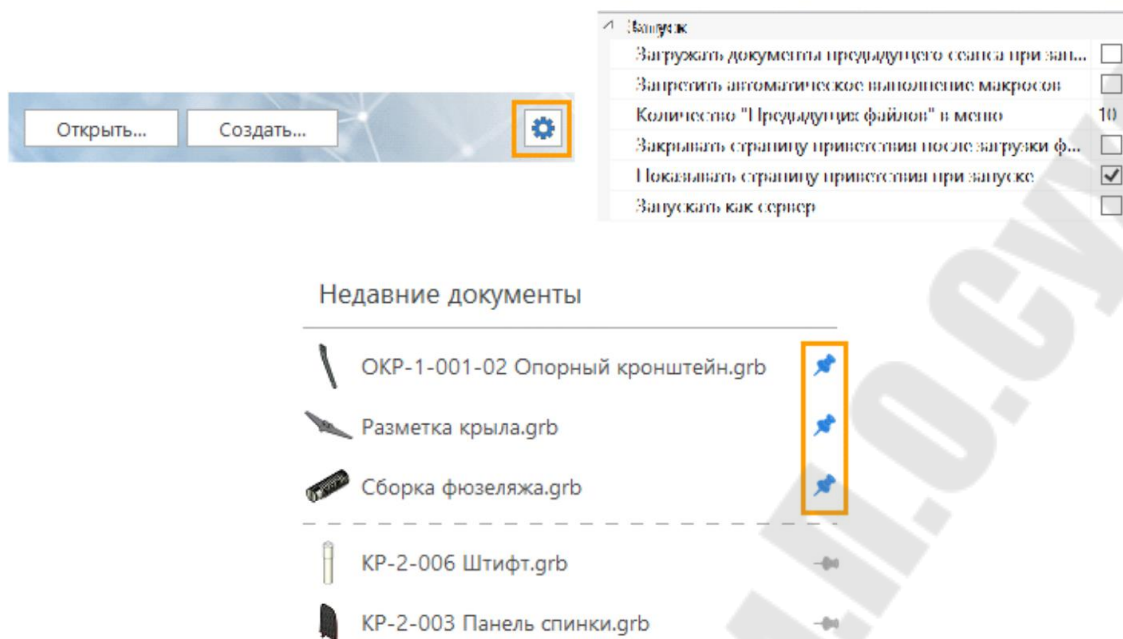 Запуск
Загружать документы предыдущего сеанса при зап...
Запретить автоматическое выполнение макросов
Открыть... Создать...
Количество "Предыдущих файлов" в меню 10
Закрывать страницу приветствия после загрузки ф...
Показывать страницу приветствия при запуске
Запускать как сервер
Недавние документы
ОКР-1-001-02 Опорный кронштейн.grb
Разметка крыла.grb
Сборка фюзеляжа.grb
КР-2-006 Штифт.grb
КР-2-003 Панель спинки.grb